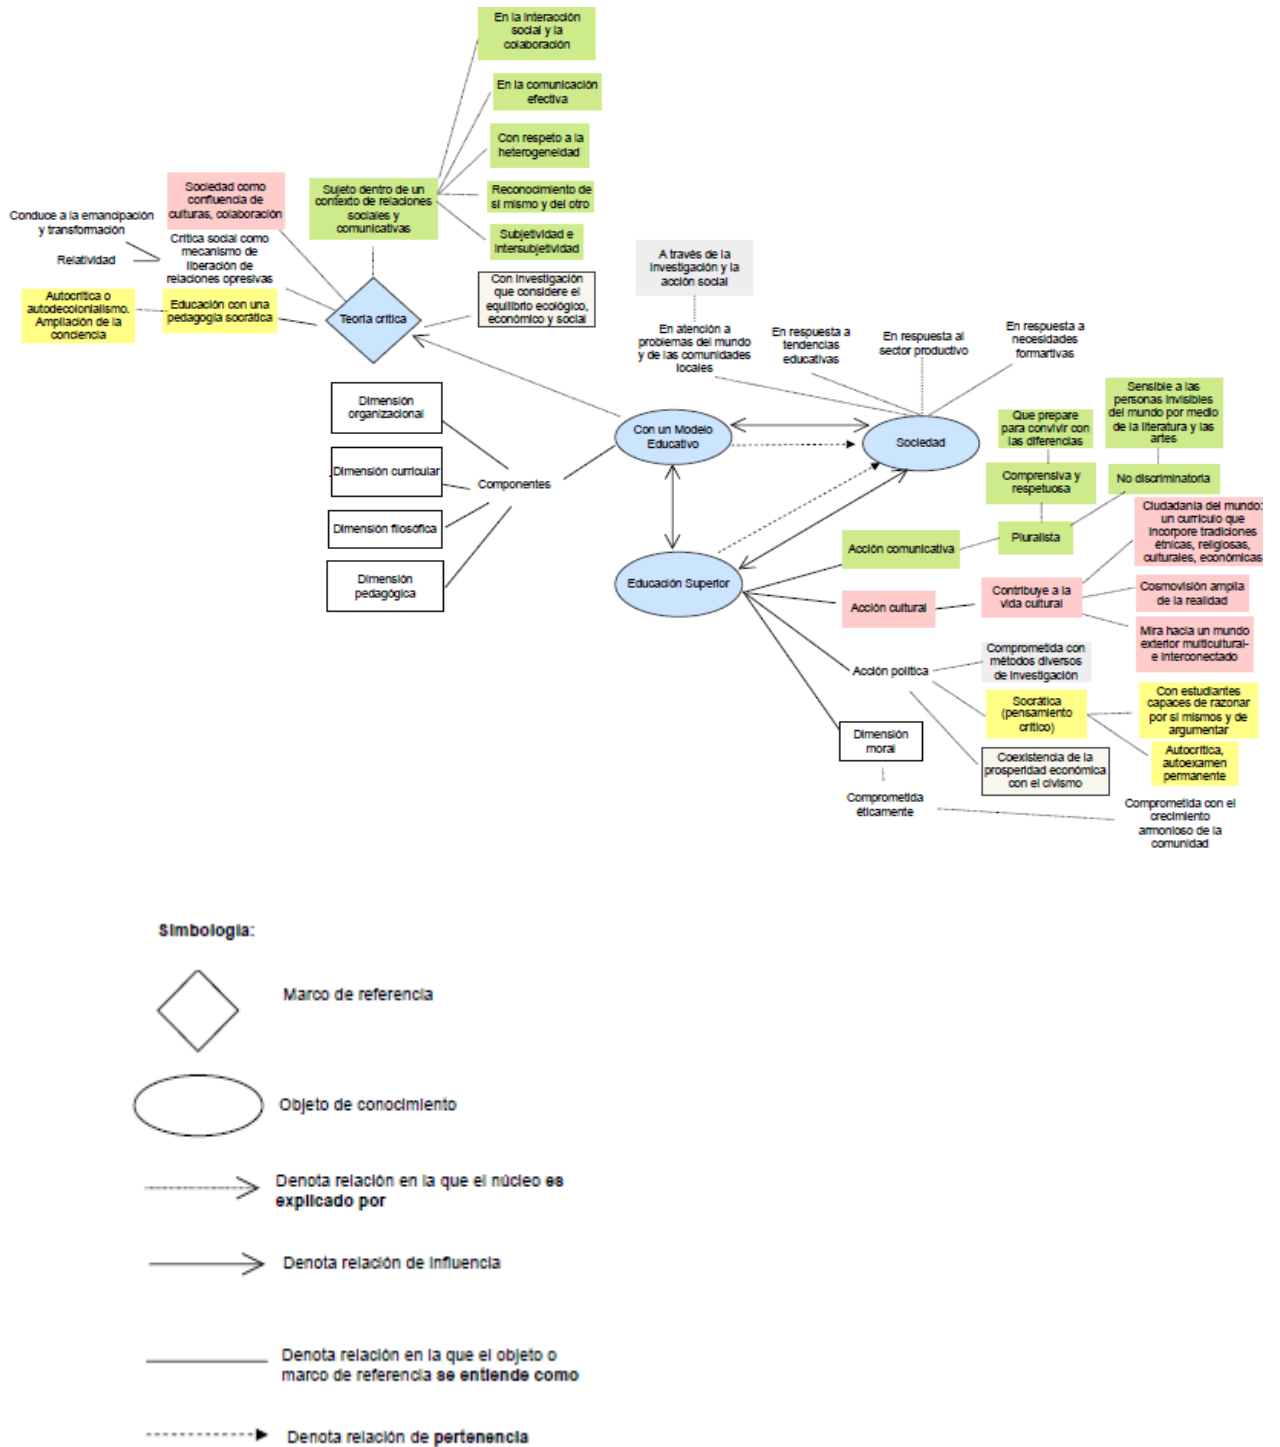 En la interacción
social y la
colaboración
En la comunicación
efectiva
Con respeto a la
heterogeneidad
Reconocimiento de
sí mismo y del otro
Subjetividad e
intersubjetividad
Sujeto dentro de un
contexto de relaciones
sociales y
comunicativas
Sociedad como
confluencia de
culturas, colaboración
Conduce a la emancipación
y transformación
Relatividad
Crítica social como
mecanismo de
liberación de
relaciones opresivas
Autocrítica o
autodecolonialismo.
Ampliación de la
conciencia
Educación con una
pedagogía socrática
Teoría crítica
Con investigación
que considere el
equilibrio ecológico,
económico y social
A través de la
investigación y la
acción social
En atención a
problemas del mundo
y de las comunidades
locales
En respuesta a
tendencias
educativas
En respuesta al
sector productivo
En respuesta a
necesidades
formartivas
Dimensión
organizacional
Dimensión curricular
Dimensión filosófica
Dimensión
pedagógica
Componentes
Con un Modelo
Educativo
Sociedad
Educación Superior
Que prepare
para convivir con
las diferencias
Sensible a las
personas invisibles
del mundo por medio
de la literatura y las
artes
Comprensiva y
respetuosa
No discriminatoria
Acción comunicativa
Pluralista
Ciudadanía del mundo:
un currículo que
incorpore tradiciones
étnicas, religiosas,
culturales, económicas
Acción cultural
Contribuye a la
vida cultural
Cosmovisión amplia
de la realidad
Mira hacia un mundo
exterior multicultural-
e interconectado
Acción política
Comprometida con
métodos diversos
de investigación
Socrática
(pensamiento
crítico)
Con estudiantes
capaces de razonar
por sí mismos y de
argumentar
Autocrítica,
autoexamen
permanente
Dimensión
moral
Coexistencia de la
prosperidad económica
con el civismo
Comprometida
éticamente
Comprometida con el
crecimiento
armonioso de la
comunidad
Simbología:
Marco de referencia
Objeto de conocimiento
Denota relación en la que el núcleo es
explicado por
Denota relación de influencia
Denota relación en la que el objeto o
marco de referencia se entiende como
Denota relación de pertenencia